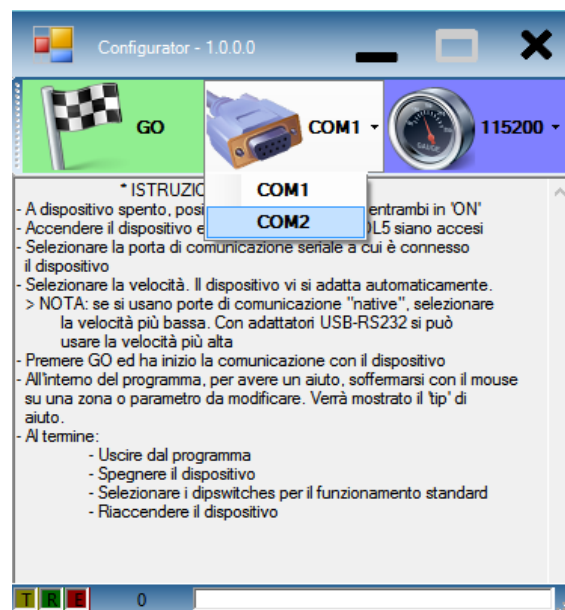 Configurator - 1.0.0.0
GO
COM1
115200
COM1
COM2
* ISTRUZIO
- A dispositivo spento, posi entrambi in 'ON'
- Accendere il dispositivo e DL5 siano accesi
- Selezionare la porta di comunicazione seriale a cui è connesso
il dispositivo
- Selezionare la velocità. Il dispositivo vi si adatta automaticamente.
> NOTA: se si usano porte di comunicazione "native", selezionare
la velocità più bassa. Con adattatori USB-RS232 si può
usare la velocità più alta
- Premere GO ed ha inizio la comunicazione con il dispositivo
- All'interno del programma, per avere un aiuto, soffermarsi con il mouse
su una zona o parametro da modificare. Verrà mostrato il 'tip' di
aiuto.
- Al termine:
- Uscire dal programma
- Spegnere il dispositivo
- Selezionare i dipswitches per il funzionamento standard
- Riaccendere il dispositivo
T R E 0